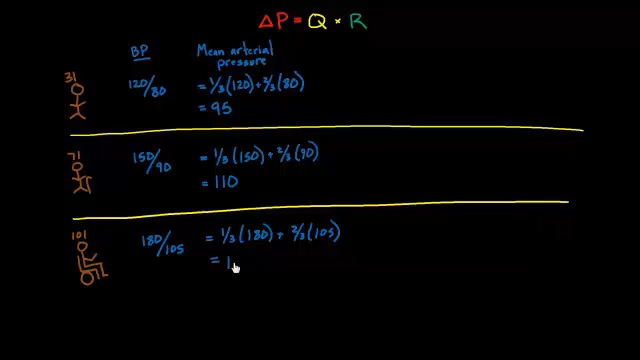 ΔP = Q × R
BP Mean arterial pressure
31
120/80 = 1/3 (120) + 2/3 (80)
= 95
71
150/90 = 1/3 (150) + 2/3 (90)
= 110
101
180/105 = 1/3 (180) + 2/3 (105)
= 1